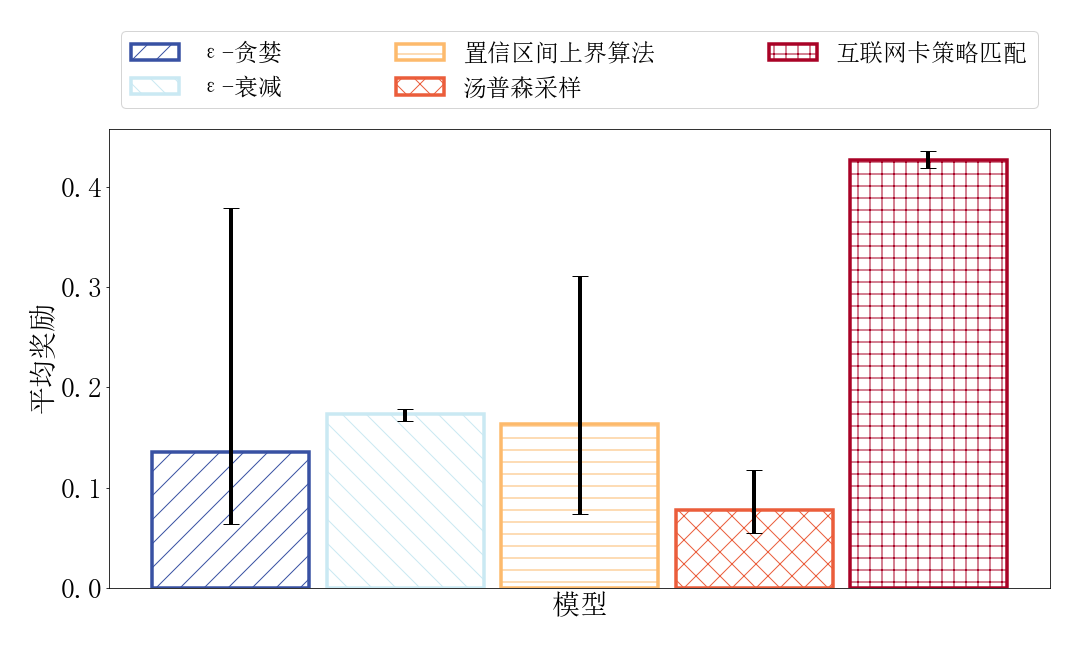 ε-贪婪
置信区间上界算法
互联网卡策略匹配
ε-衰减
汤普森采样
平均奖励
0.4
0.3
0.2
0.1
0.0
模型